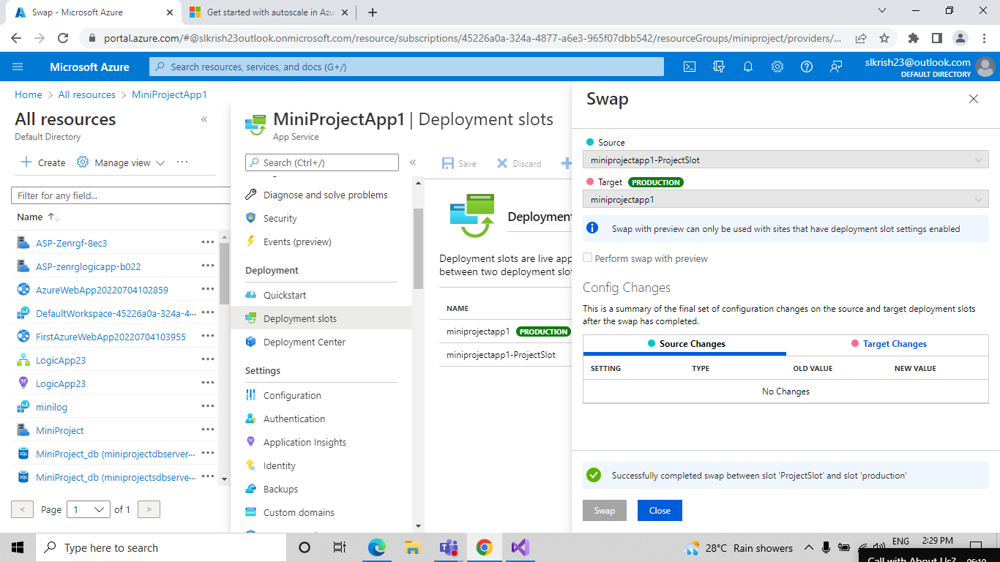 Swap - Microsoft Azure
Get started with autoscale in Azu
portal.azure.com/#@slkrish23outlook.onmicrosoft.com/resource/subscriptions/45226a0a-324a-4877-a6e3-965f07dbb542/resourceGroups/miniproject/providers/...
Microsoft Azure
Search resources, services, and docs (G+/)
slkrish23@outlook.com
DEFAULT DIRECTORY
Home > All resources > MiniProjectApp1
All resources
Default Directory
+ Create
Manage view
...
Filter for any field...
Name ↑↓
ASP-Zenrgf-8ec3
ASP-zenrglogicapp-b022
AzureWebApp20220704102859
DefaultWorkspace-45226a0a-324a-4...
FirstAzureWebApp20220704103955
LogicApp23
LogicApp23
minilog
MiniProject
MiniProject_db (miniprojectdbserver...
MiniProject_db (miniprojectsdbserve...
< Page 1 of 1 >
MiniProjectApp1 | Deployment slots
App Service
Search (Ctrl+/)
«
Diagnose and solve problems
Security
Events (preview)
Deployment
Quickstart
Deployment slots
Deployment Center
Settings
Configuration
Authentication
Application Insights
Identity
Backups
Custom domains
Save
Discard
Deploymen
Deployment slots are live app
between two deployment slo
NAME
miniprojectapp1 PRODUCTION
miniprojectapp1-ProjectSlot
Swap
Source
miniprojectapp1-ProjectSlot
Target PRODUCTION
miniprojectapp1
Swap with preview can only be used with sites that have deployment slot settings enabled
Perform swap with preview
Config Changes
This is a summary of the final set of configuration changes on the source and target deployment slots
after the swap has completed.
Source Changes
Target Changes
SETTING TYPE OLD VALUE NEW VALUE
No Changes
Successfully completed swap between slot 'ProjectSlot' and slot 'production'
Swap
Close
Type here to search
28°C Rain showers
ENG
2:29 PM
Call with About Us?